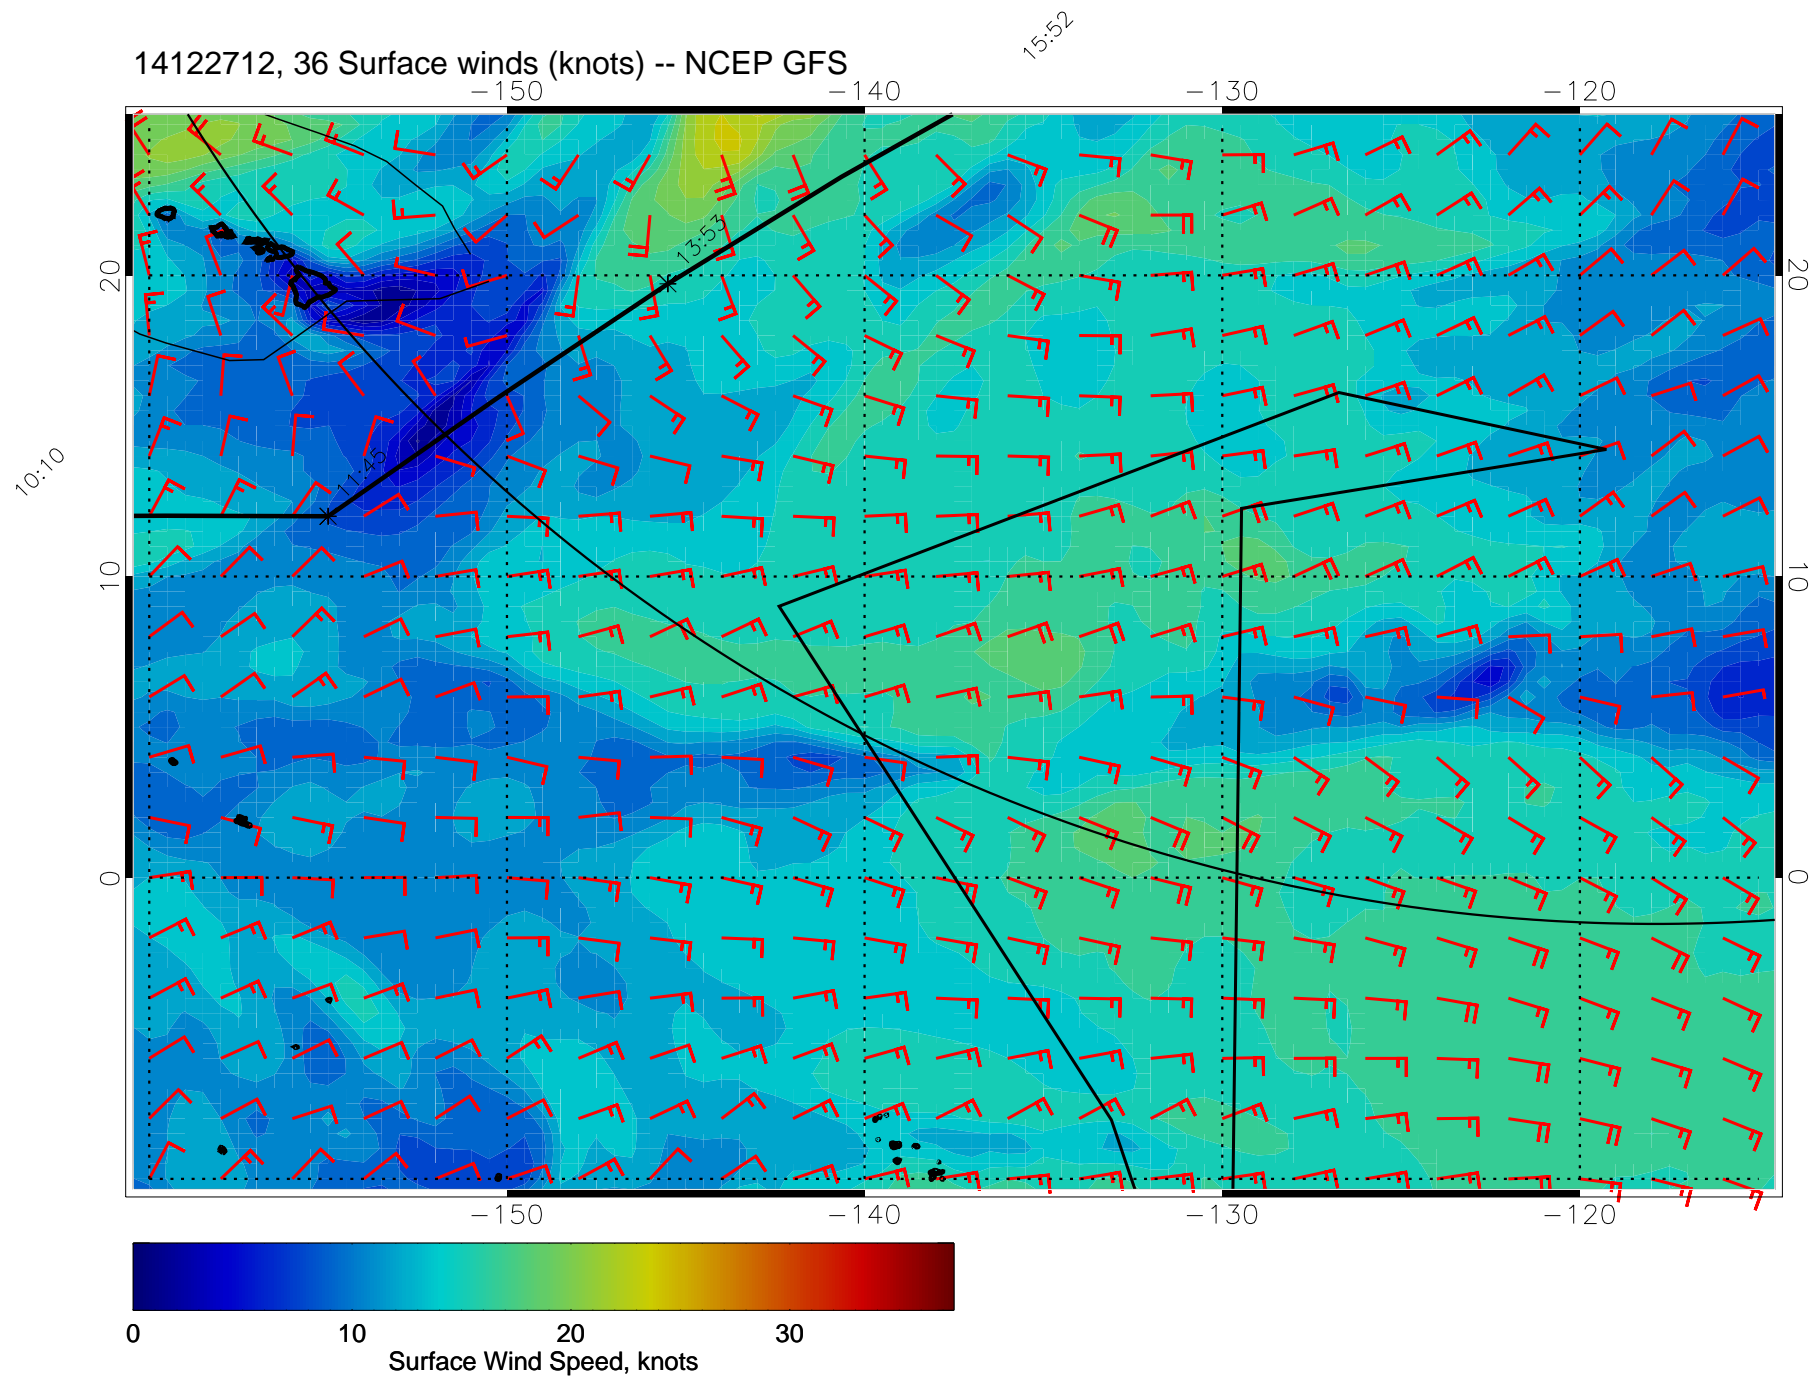 15:52
14122712, 36 Surface winds (knots) -- NCEP GFS
-150 -140 -130 -120
13:53
20 20
10:10
11:45
10 10
0 0
-150 -140 -130 -120
0 10 20 30
Surface Wind Speed, knots